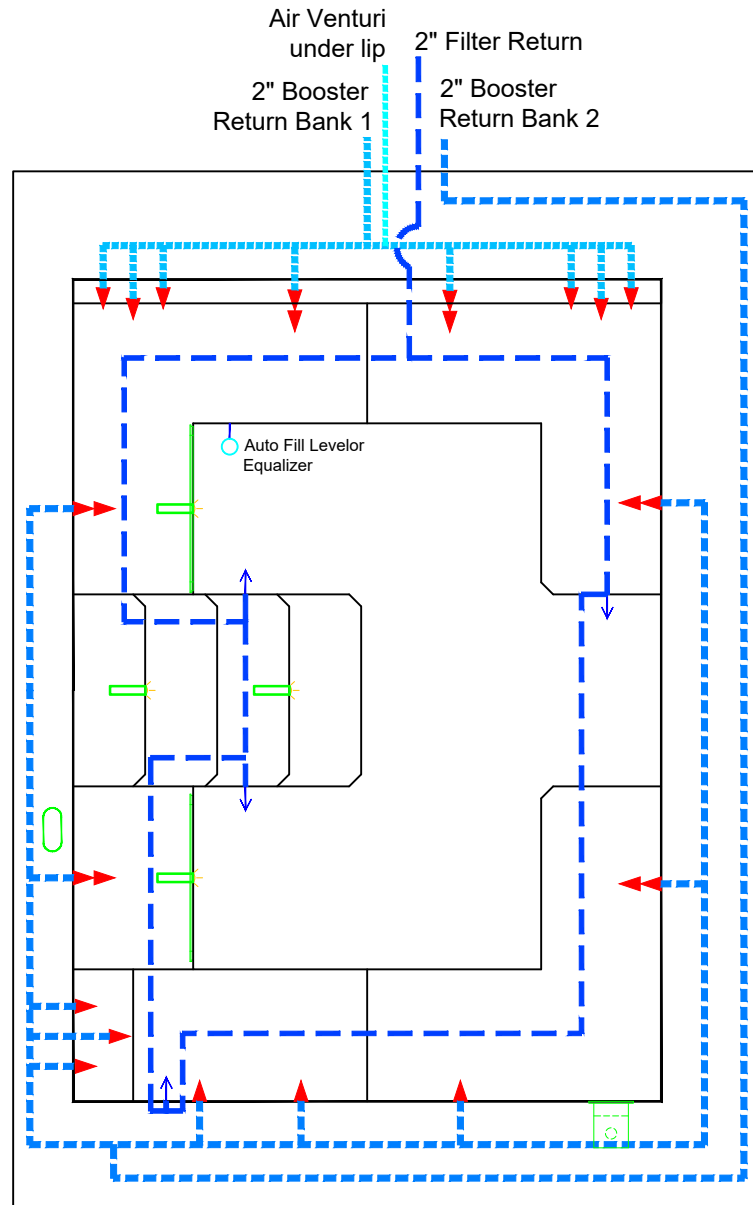 Air Venturi
under lip
2" Filter Return
2" Booster
Return Bank 1
2" Booster
Return Bank 2
Auto Fill Levelor
Equalizer